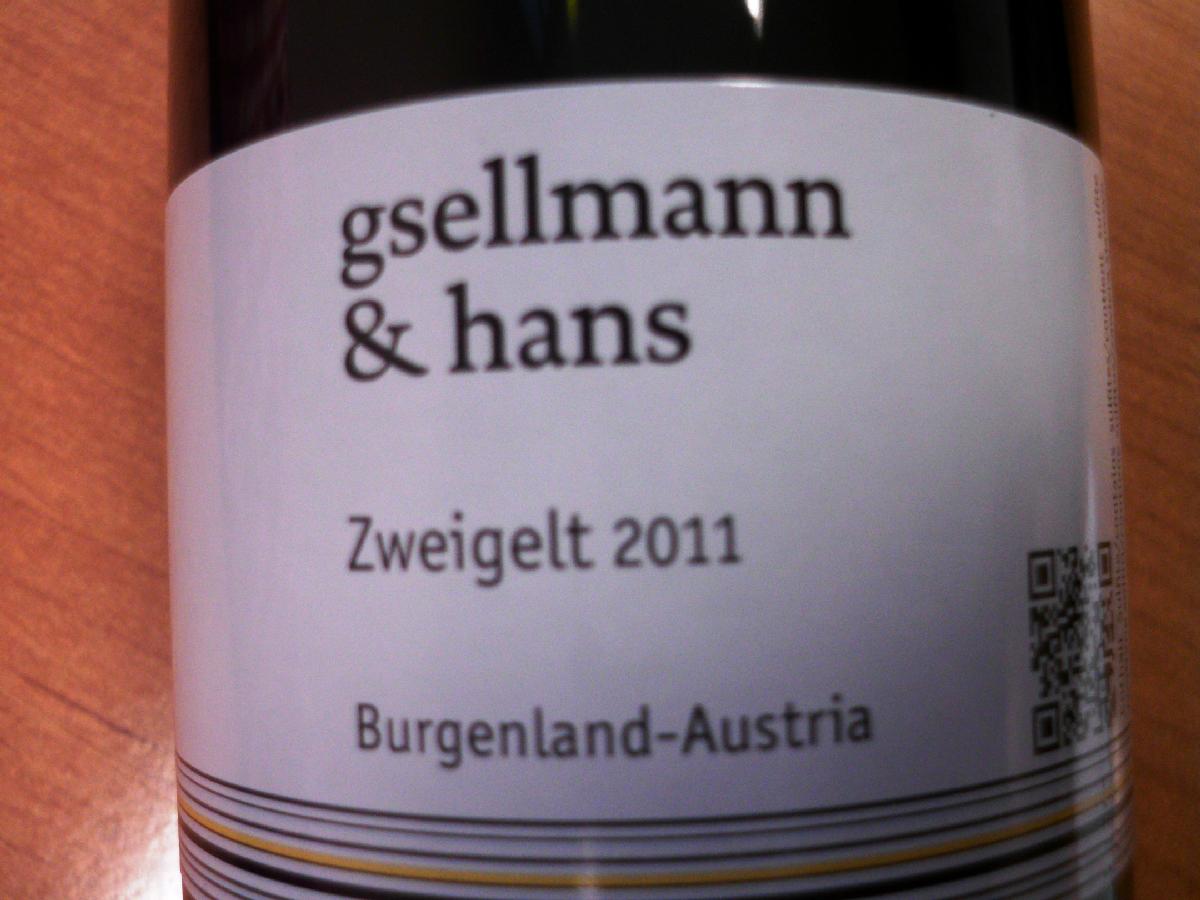 gsellmann
& hans
Zweigelt 2011
Burgenland-Austria